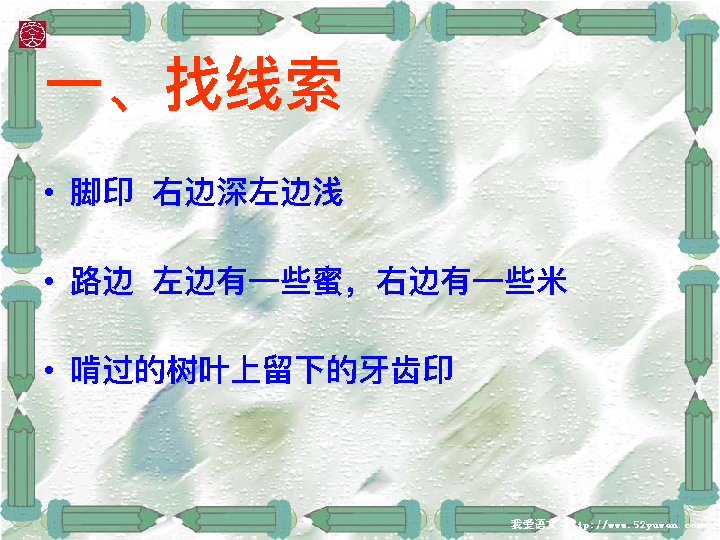 一、找线索
• 脚印 右边深左边浅
• 路边 左边有一些蜜，右边有一些米
• 啃过的树叶上留下的牙齿印
我爱语文 http://www.52yuwen.com